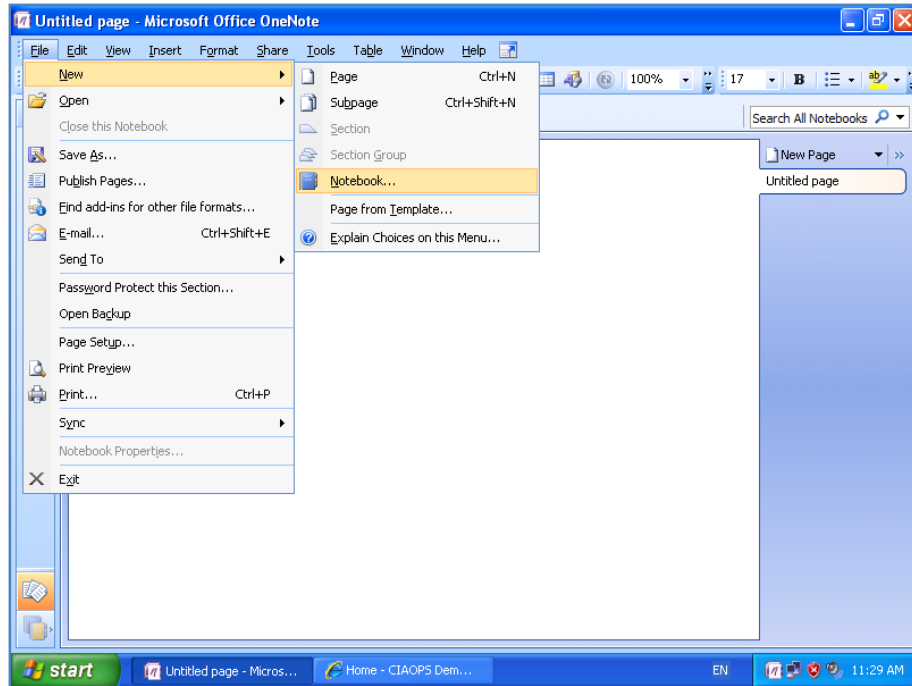 Untitled page - Microsoft Office OneNote
File Edit View Insert Format Share Tools Table Window Help
100% 17 B ab
Search All Notebooks
New
Open
Close this Notebook
Save As...
Publish Pages...
Find add-ins for other file formats...
E-mail... Ctrl+Shift+E
Send To
Password Protect this Section...
Open Backup
Page Setup...
Print Preview
Print... Ctrl+P
Sync
Notebook Properties...
Exit
Page Ctrl+N
Subpage Ctrl+Shift+N
Section
Section Group
Notebook...
Page from Template...
Explain Choices on this Menu...
New Page
Untitled page
start Untitled page - Micros... Home - CIAOPS Dem... EN 11:29 AM